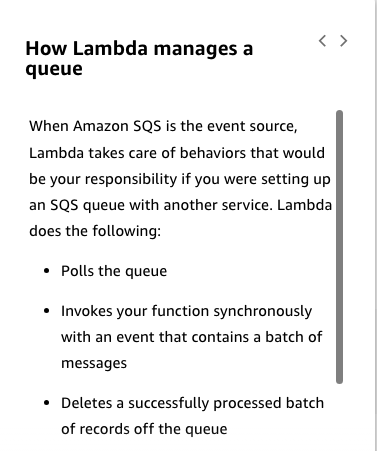 How Lambda manages a
queue
When Amazon SQS is the event source,
Lambda takes care of behaviors that would
be your responsibility if you were setting up
an SQS queue with another service. Lambda
does the following:
• Polls the queue
• Invokes your function synchronously
with an event that contains a batch of
messages
• Deletes a successfully processed batch
of records off the queue